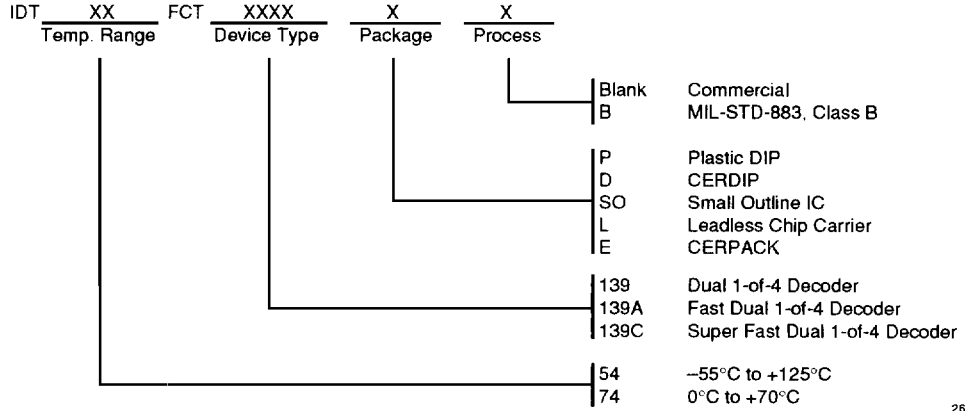 IDT XX FCT XXXX X X
Temp. Range Device Type Package Process
Blank Commercial
B MIL-STD-883, Class B
P Plastic DIP
D CERDIP
SO Small Outline IC
L Leadless Chip Carrier
E CERPACK
139 Dual 1-of-4 Decoder
139A Fast Dual 1-of-4 Decoder
139C Super Fast Dual 1-of-4 Decoder
54 –55°C to +125°C
74 0°C to +70°C
26